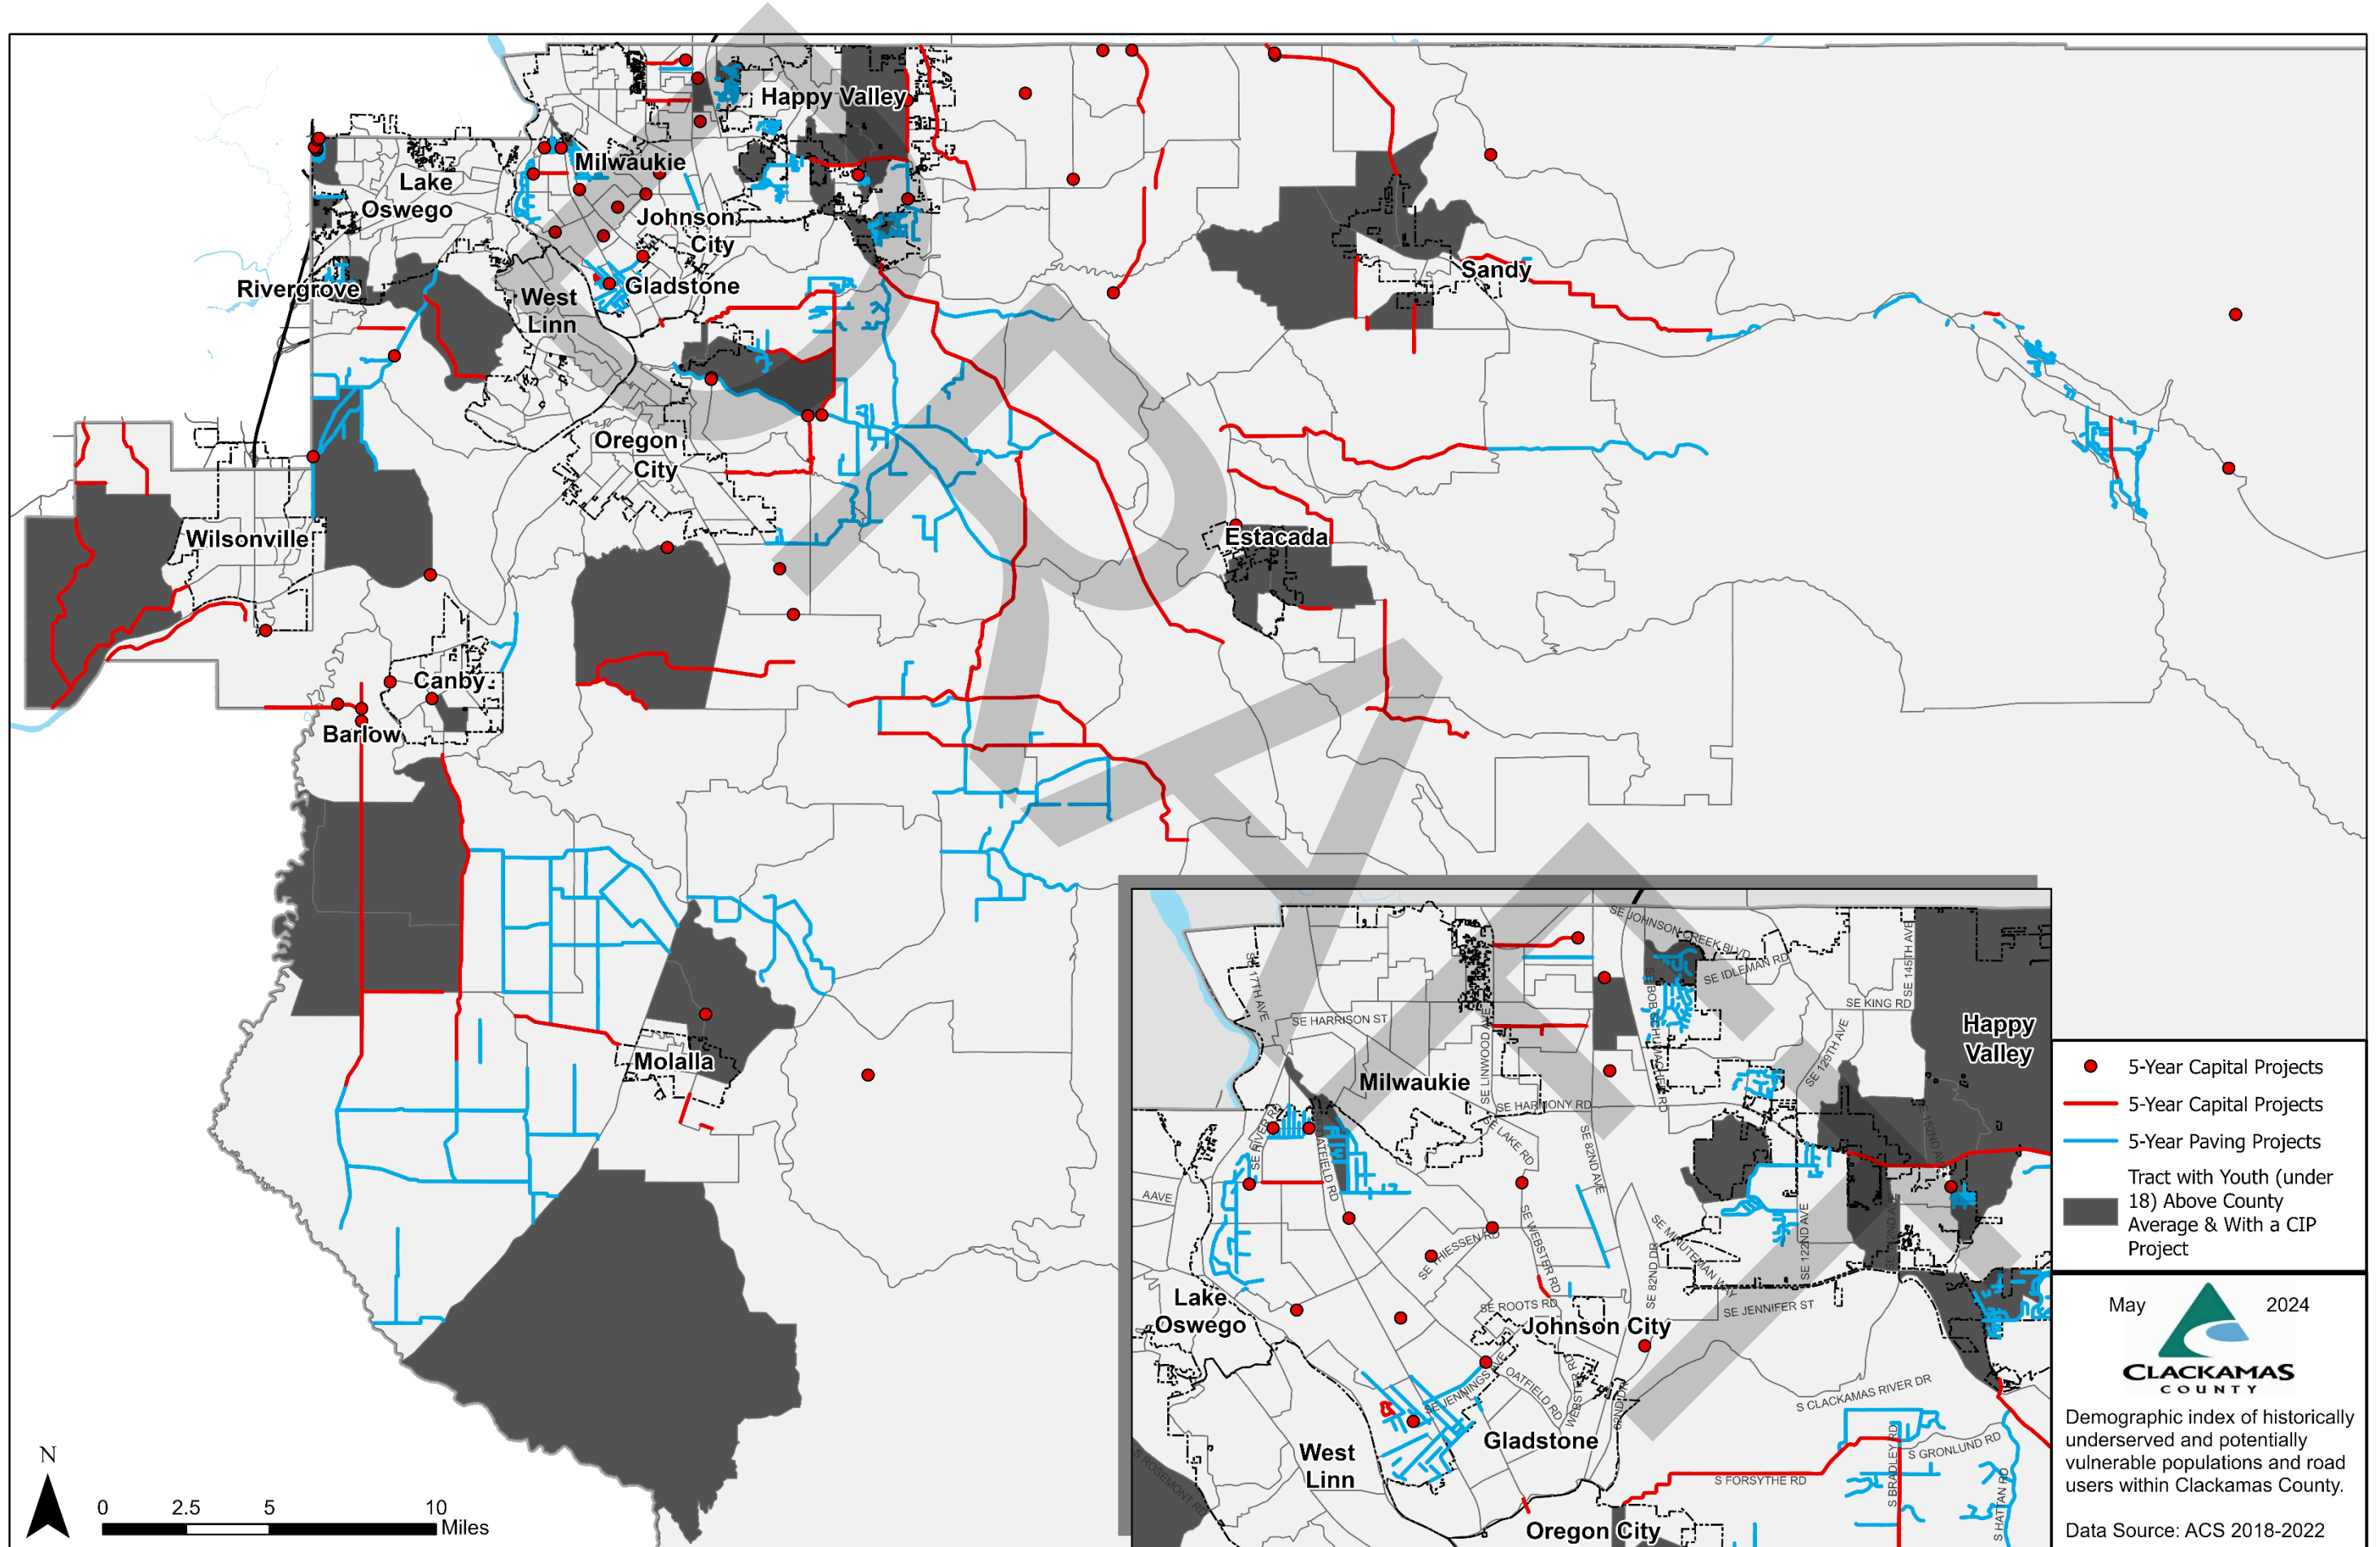 Happy Valley
Milwaukie
Lake
Oswego
Johnson
City
Rivergrove
West
Linn
Gladstone
Sandy
Oregon
City
Wilsonville
Estacada
Canby
Barlow
Molalla
DRAFT
SE JOHNSON CREEK BLVD
SE IDLEMAN RD
SE 145TH AVE
SE KING RD
SE 17TH AVE
SE HARRISON ST
SE LINWOOD AVE
SE 129TH AVE
Happy
Valley
Milwaukie
SE HARMONY RD
SE LAKE RD
SE 82ND AVE
SE RIVER RD
A AVE
SE THIESSEN RD
SE WEBSTER RD
SE 82ND DR
SE 122ND AVE
SE ROOTS RD
SE JENNIFER ST
Lake
Oswego
Johnson City
SE JENNINGS AVE
OATFIELD RD
WEBSTER RD
S CLACKAMAS RIVER DR
Gladstone
West
Linn
S ROSEMONT RD
S FORSYTHE RD
S BRADLEY RD
S GRONLUND RD
S HATTAN RD
Oregon City
5-Year Capital Projects
5-Year Capital Projects
5-Year Paving Projects
Tract with Youth (under
18) Above County
Average & With a CIP
Project
May 2024
CLACKAMAS
COUNTY
Demographic index of historically
underserved and potentially
vulnerable populations and road
users within Clackamas County.
Data Source: ACS 2018-2022
N
0 2.5 5 10
Miles